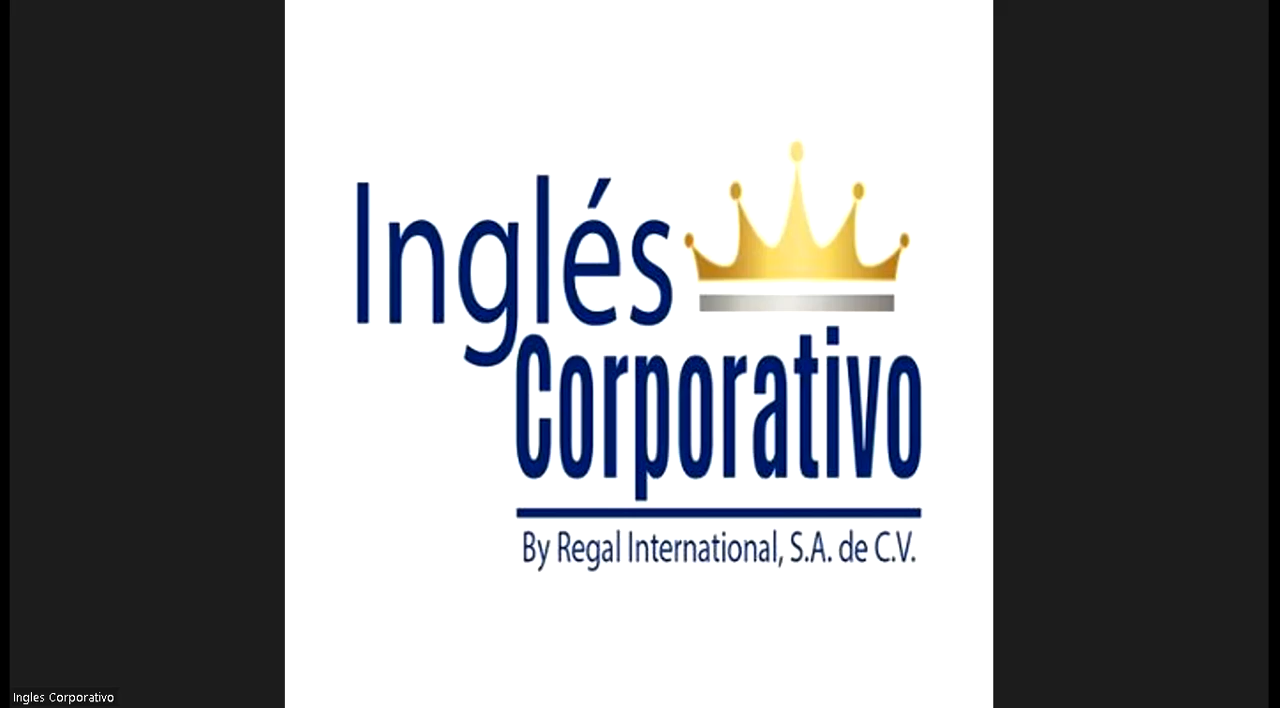 Inglés
Corporativo
By Regal International, S.A. de C.V.
Ingles Corporativo